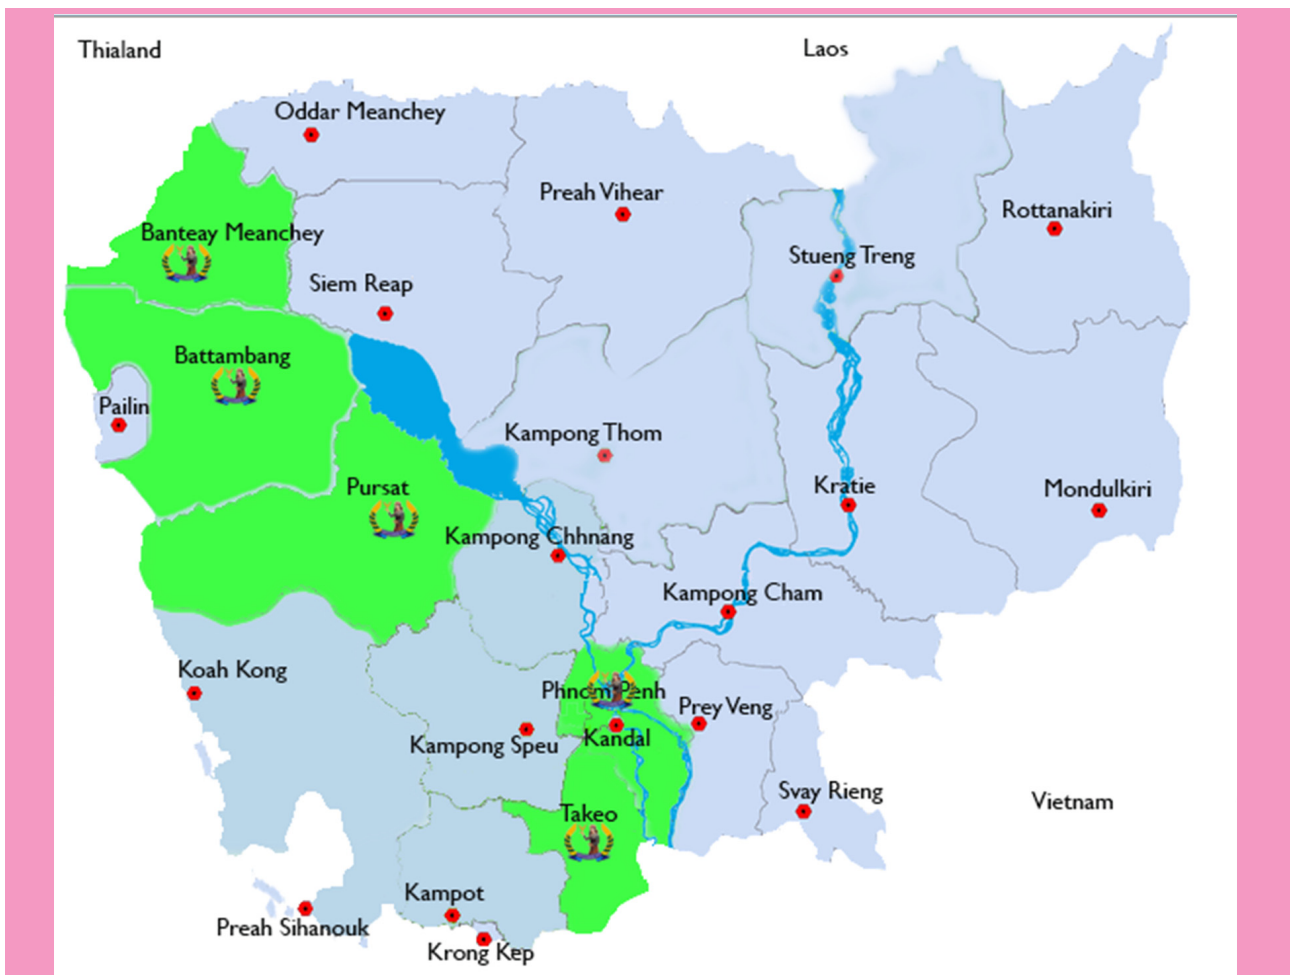 Thialand
Laos
Oddar Meanchey
Preah Vihear
Rottanakiri
Banteay Meanchey
Stueng Treng
Siem Reap
Battambang
Pailin
Kampong Thom
Pursat
Kratie
Mondulkiri
Kampong Chhnang
Kampong Cham
Koah Kong
Phnom Penh
Prey Veng
Kandal
Kampong Speu
Svay Rieng
Vietnam
Takeo
Kampot
Preah Sihanouk
Krong Kep